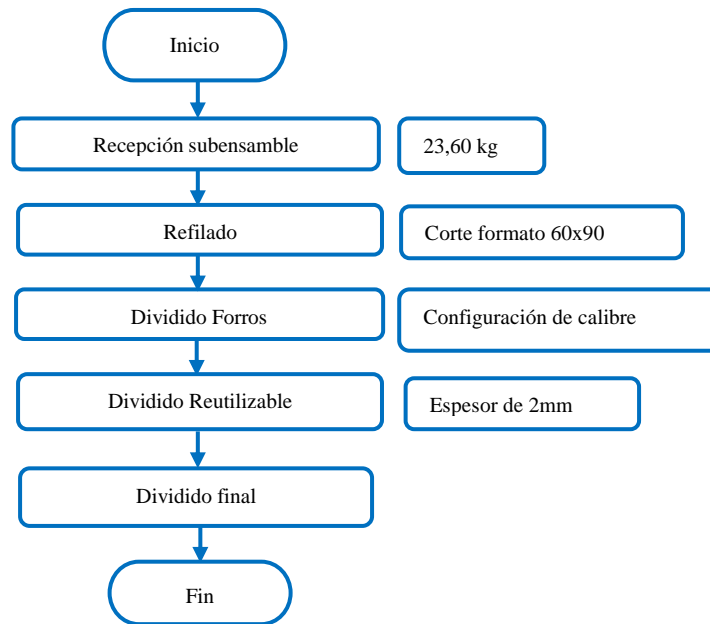 Inicio
Recepción subensamble
23,60 kg
Refilado
Corte formato 60x90
Dividido Forros
Configuración de calibre
Dividido Reutilizable
Espesor de 2mm
Dividido final
Fin